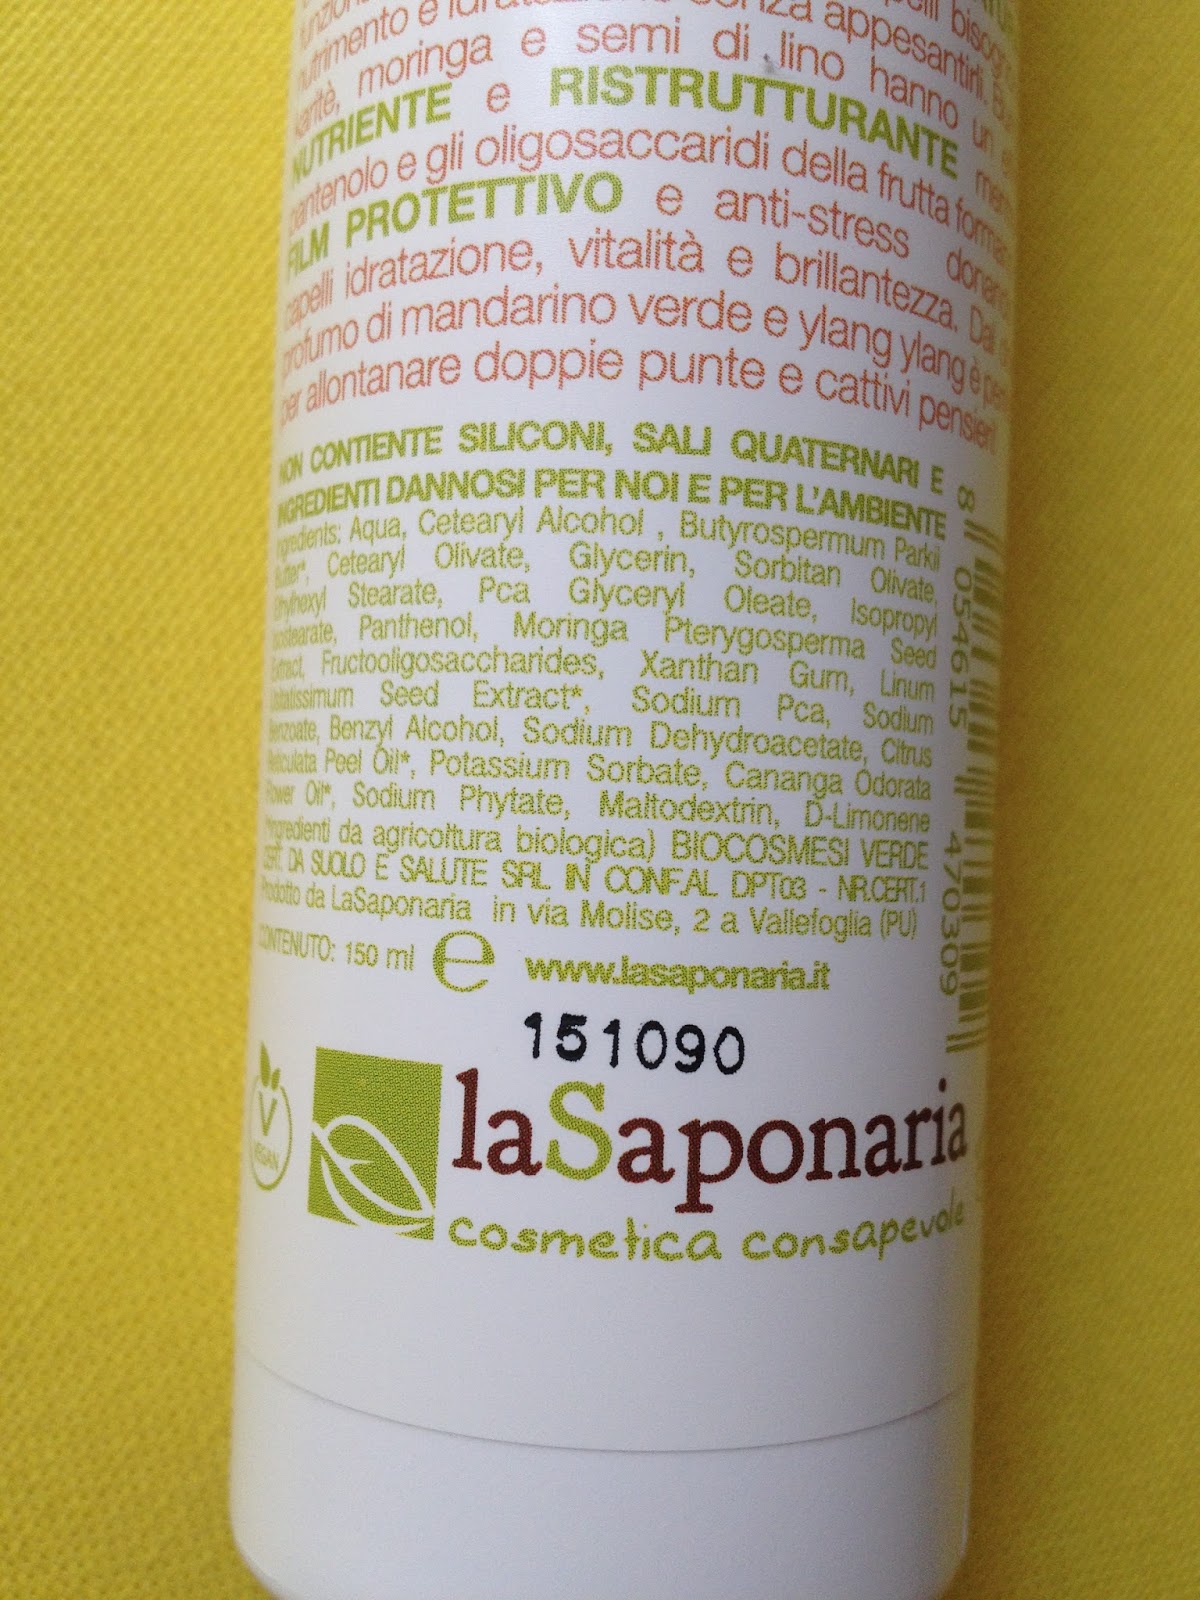 nutrimento e senza appesantirli.
karité, moringa e semi di lino hanno un
NUTRIENTE e RISTRUTTURANTE
pantenolo e gli oligosaccaridi della frutta
FILM PROTETTIVO e anti-stress
capelli idratazione, vitalità e brillantezza. Dal
profumo di mandarino verde e ylang ylang è
per allontanare doppie punte e cattivi pensieri!
NON CONTIENTE SILICONI, SALI QUATERNARI E
INGREDIENTI DANNOSI PER NOI E PER L'AMBIENTE
Ingredients: Aqua, Cetearyl Alcohol , Butyrospermum Parkii
Butter*, Cetearyl Olivate, Glycerin, Sorbitan Olivate,
Ethylhexyl Stearate, Pca Glyceryl Oleate, Isopropyl
Isostearate, Panthenol, Moringa Pterygosperma Seed
Extract, Fructooligosaccharides, Xanthan Gum, Linum
Usitatissimum Seed Extract*, Sodium Pca, Sodium
Benzoate, Benzyl Alcohol, Sodium Dehydroacetate, Citrus
Reticulata Peel Oil*, Potassium Sorbate, Cananga Odorata
Flower Oil*, Sodium Phytate, Maltodextrin, D-Limonene
(*ingredienti da agricoltura biologica) BIOCOSMESI VERDE
CERT. DA SUOLO E SALUTE SRL IN CONF.AL DPT03 - NR.CERT.1
Prodotto da LaSaponaria in via Molise, 2 a Vallefoglia (PU)
CONTENUTO: 150 ml e www.lasaponaria.it
8 054615 470309
151090
V VEGAN
laSaponaria
cosmetica consapevole